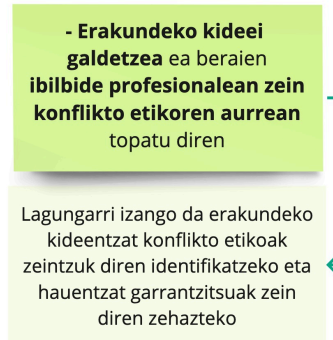 - Erakundeko kideei
galdetzea ea beraien
ibilbide profesionalean zein
konflikto etikoren aurrean
topatu diren
Lagungarri izango da erakundeko
kideentzat konflikto etikoak
zeintzuk diren identifikatzeko eta
hauentzat garrantzitsuak zein
diren zehazteko